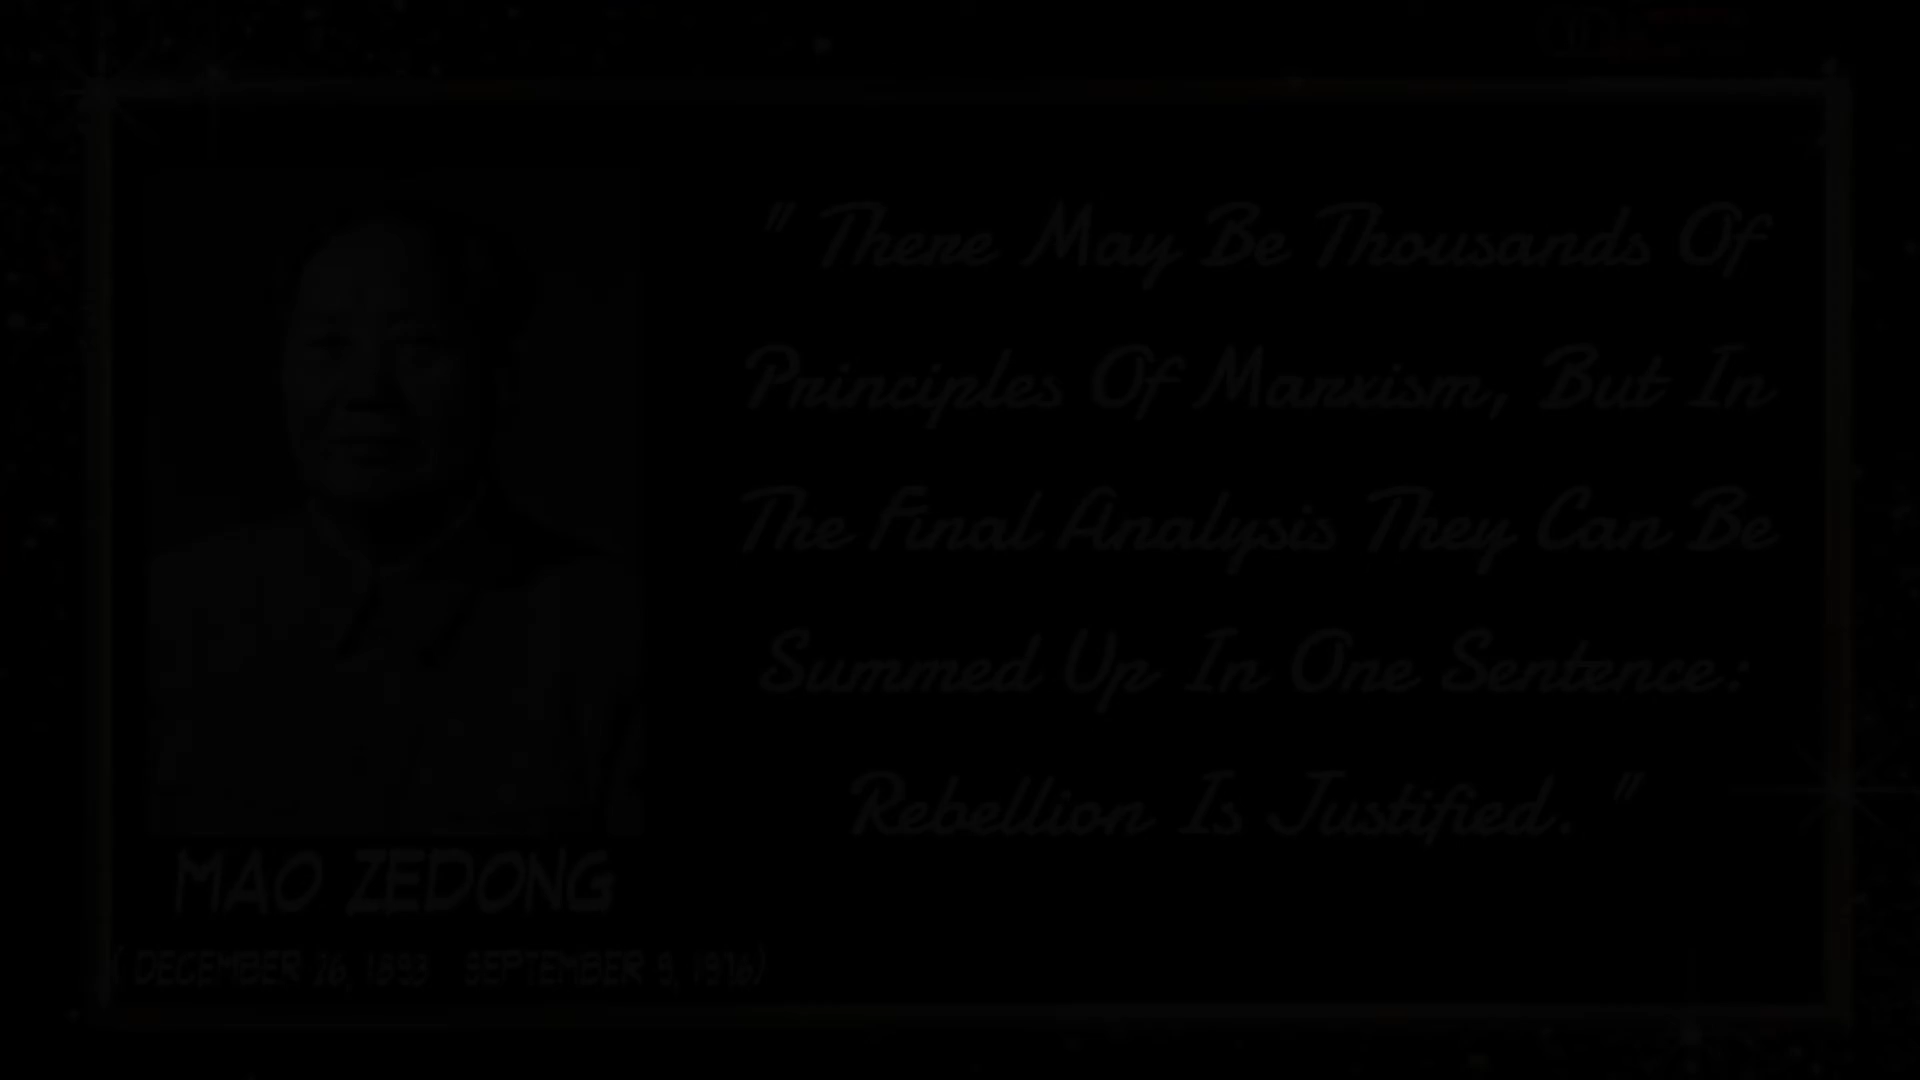 " There May Be Thousands Of
Principles Of Marxism, But In
The Final Analysis They Can Be
Summed Up In One Sentence:
Rebellion Is Justified. "
MAO ZEDONG
( DECEMBER 26, 1893 SEPTEMBER 9, 1976)